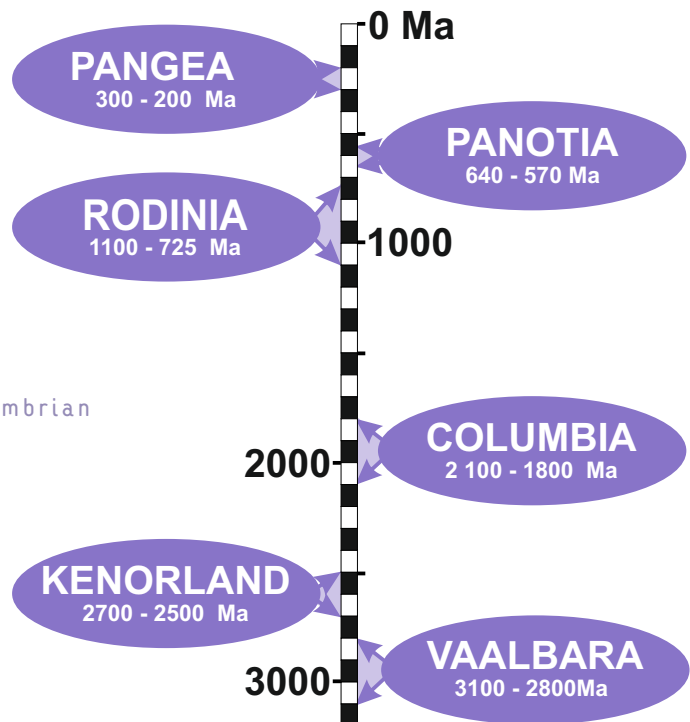 0 Ma
PANGEA
300 - 200 Ma
PANOTIA
640 - 570 Ma
RODINIA
1100 - 725 Ma
1000
mbrian
COLUMBIA
2 100 - 1800 Ma
2000
KENORLAND
2700 - 2500 Ma
VAALBARA
3100 - 2800Ma
3000